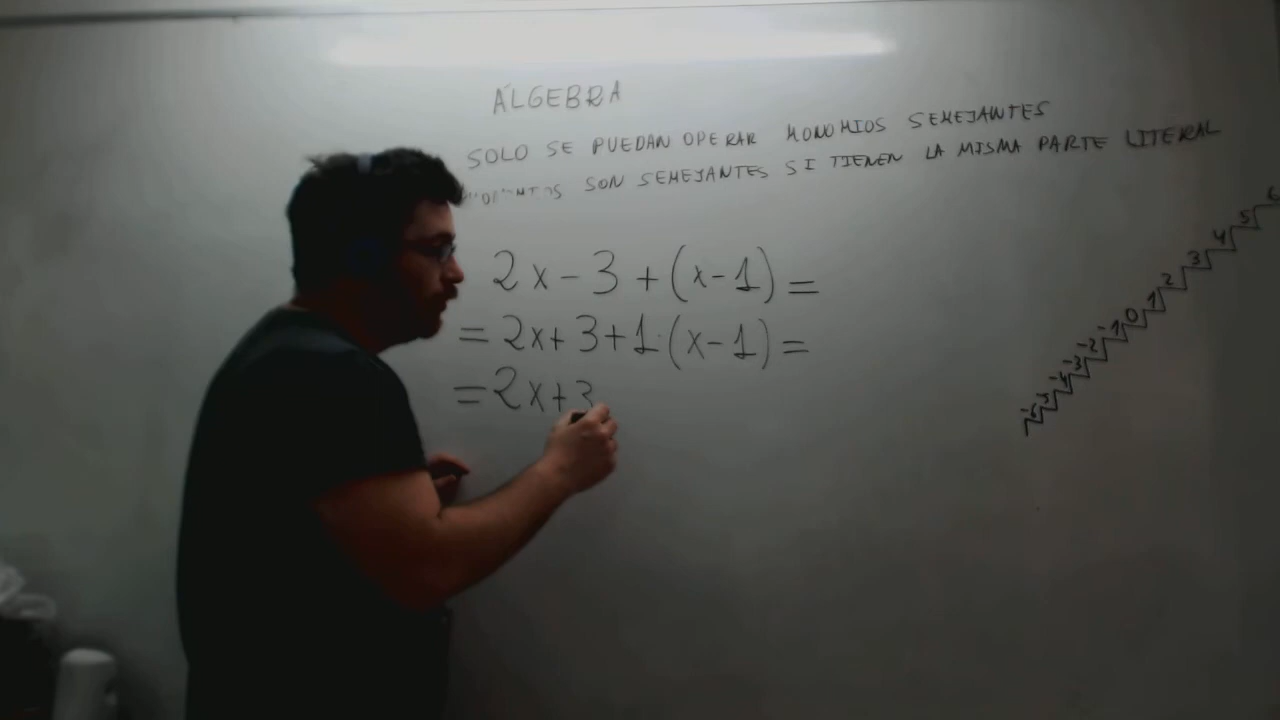 ÁLGEBRA
SOLO SE PUEDAN OPERAR MONOMIOS SEMEJANTES
SON SEMEJANTES SI TIENEN LA MISMA PARTE LITERAL
2x-3+(x-1)=
=2x+3+1·(x-1)=
=2x+3
6
5
4
3
2
1
0
-1
-2
-3
-4